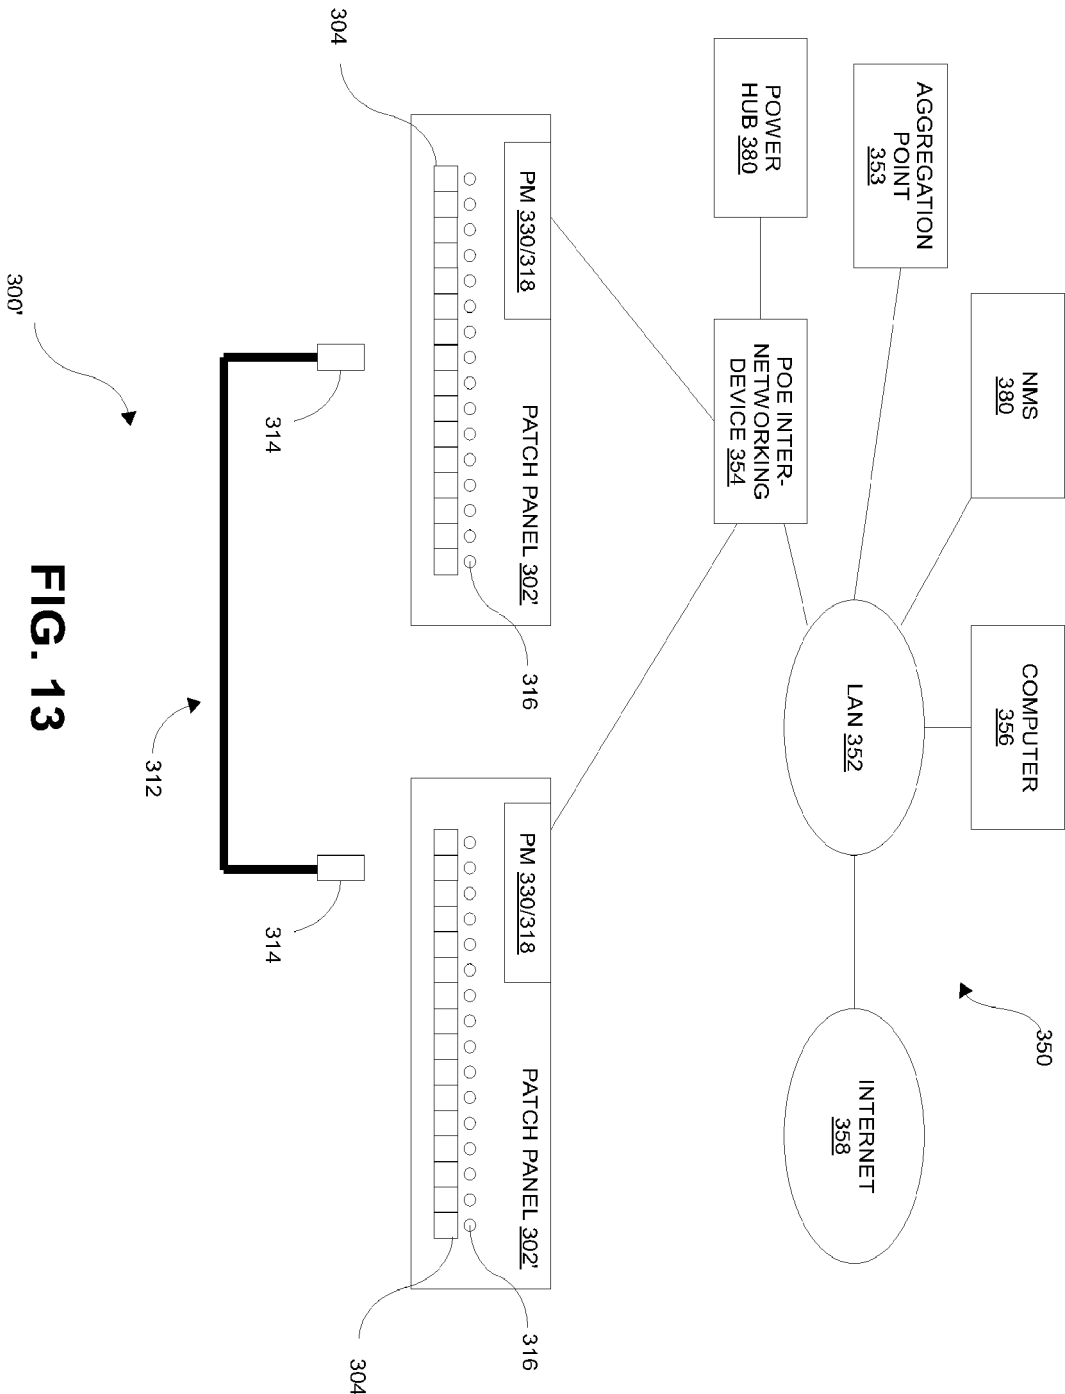 350
COMPUTER
356
NMS
380
AGGREGATION
POINT
353
INTERNET
358
LAN 352
POWER
HUB 380
POE INTER-
NETWORKING
DEVICE 354
PM 330/318
PATCH PANEL 302'
316
304
PM 330/318
PATCH PANEL 302'
316
304
314
314
312
300'
FIG. 13